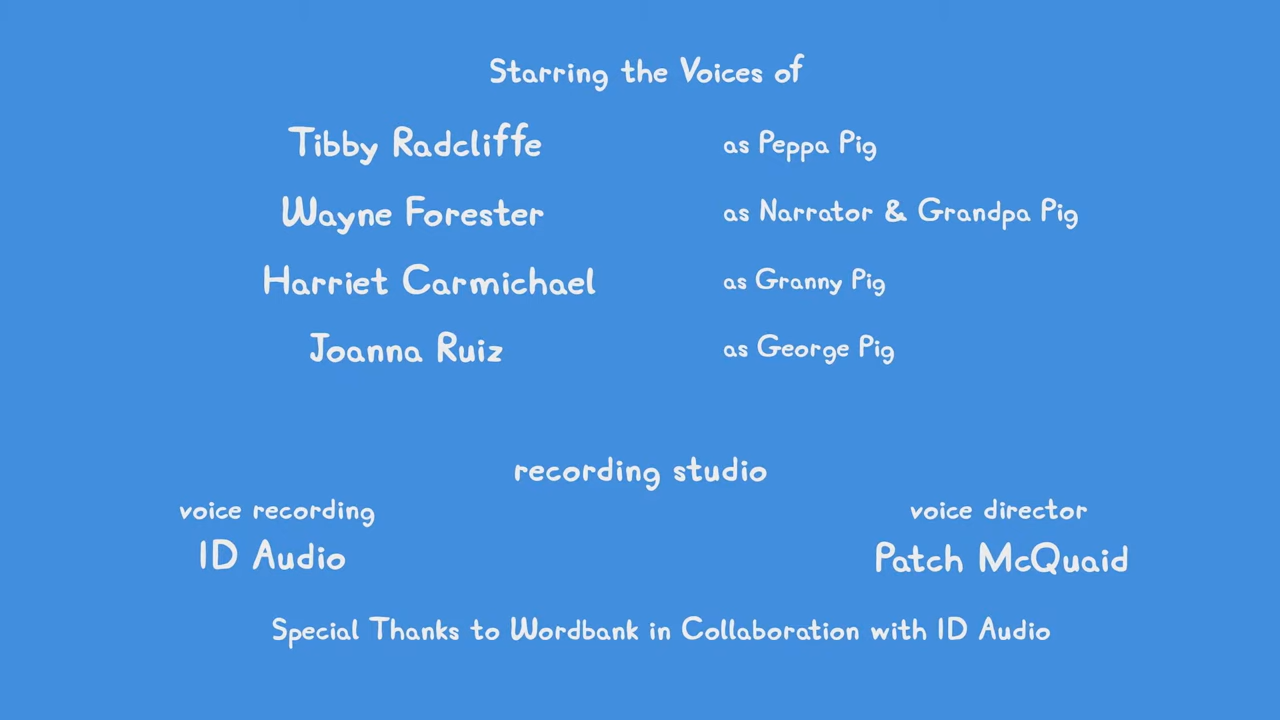 Starring the Voices of
Tibby Radcliffe as Peppa Pig
Wayne Forester as Narrator & Grandpa Pig
Harriet Carmichael as Granny Pig
Joanna Ruiz as George Pig
recording studio
voice recording voice director
ID Audio Patch McQuaid
Special Thanks to Wordbank in Collaboration with ID Audio